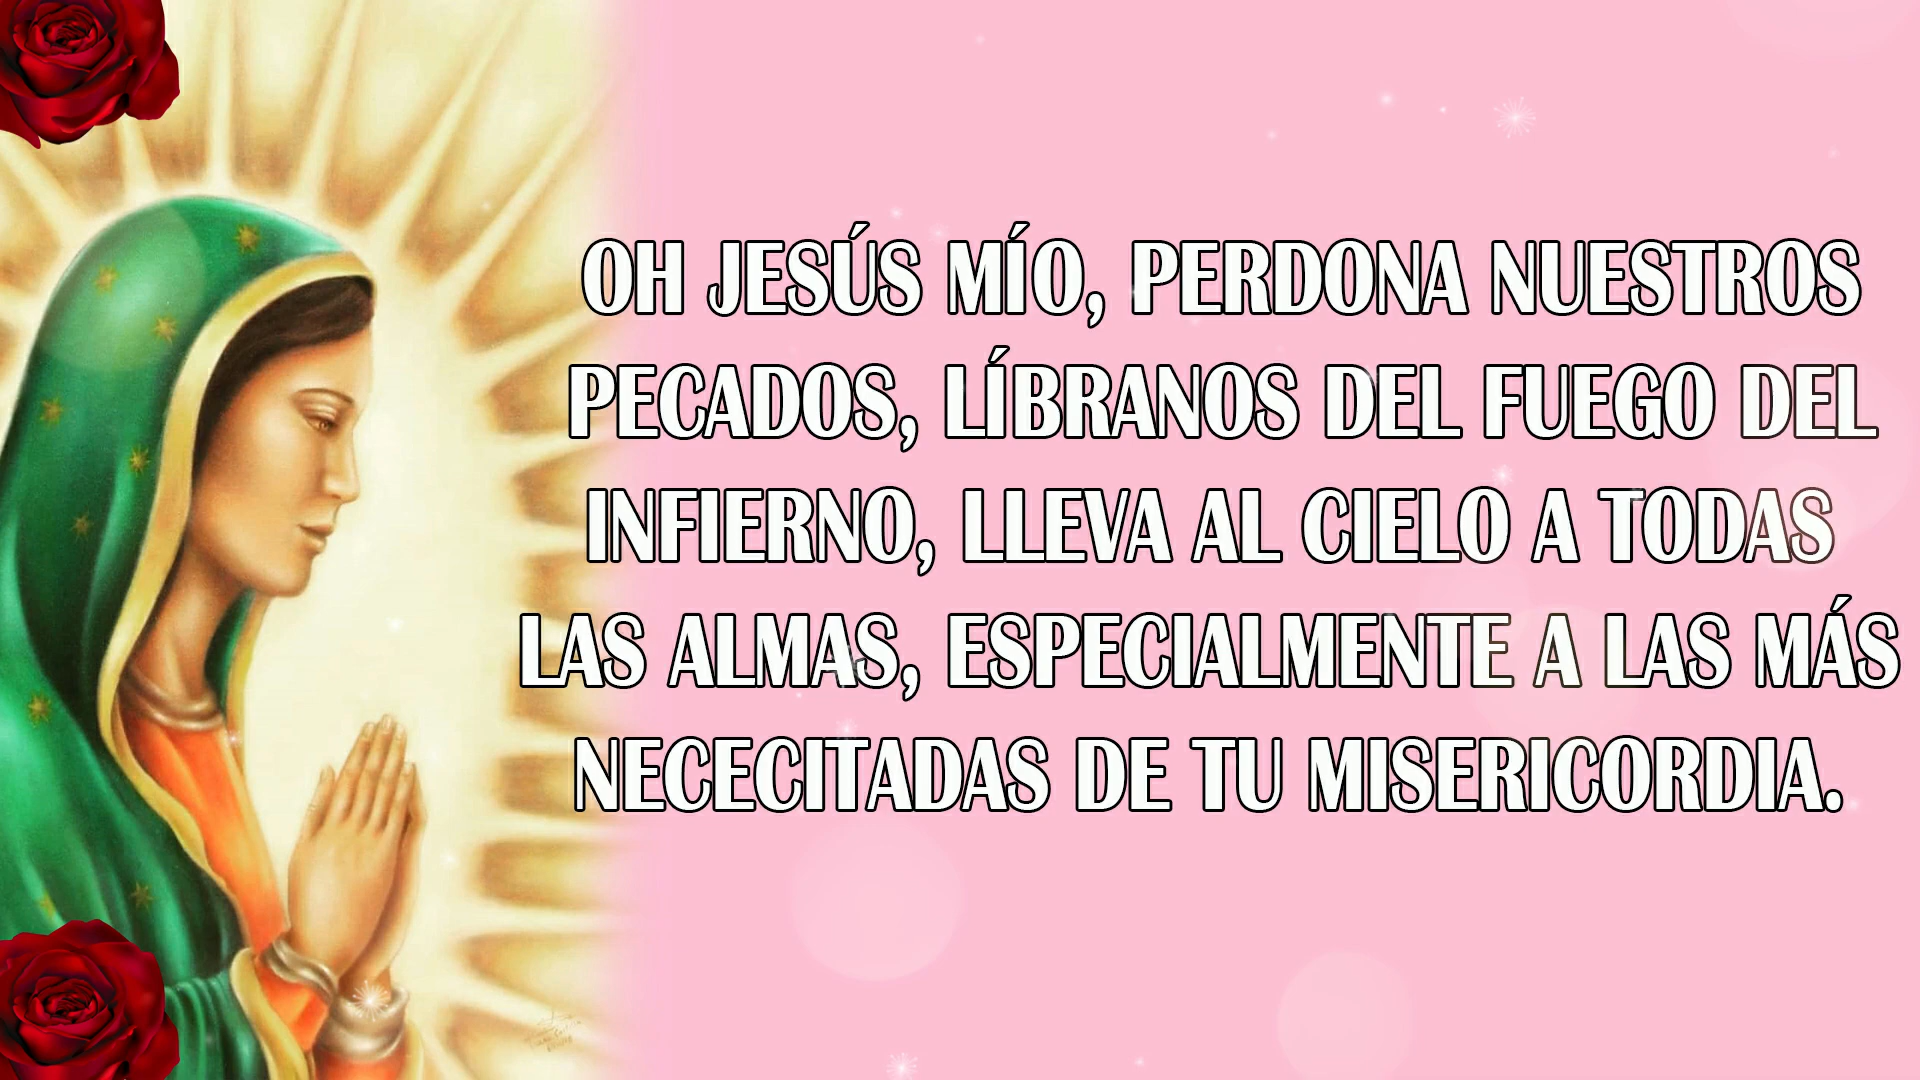 OH JESÚS MÍO, PERDONA NUESTROS
PECADOS, LÍBRANOS DEL FUEGO DEL
INFIERNO, LLEVA AL CIELO A TODAS
LAS ALMAS, ESPECIALMENTE A LAS MÁS
NECECITADAS DE TU MISERICORDIA.